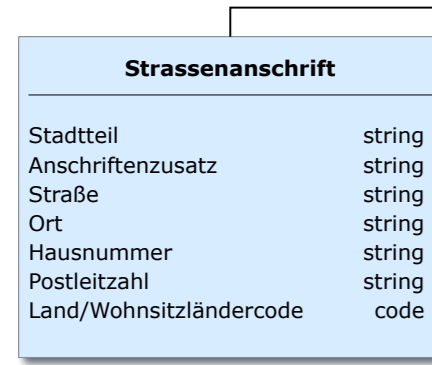 Strassenanschrift
Stadtteil string
Anschriftenzusatz string
Straße string
Ort string
Hausnummer string
Postleitzahl string
Land/Wohnsitzländercode code